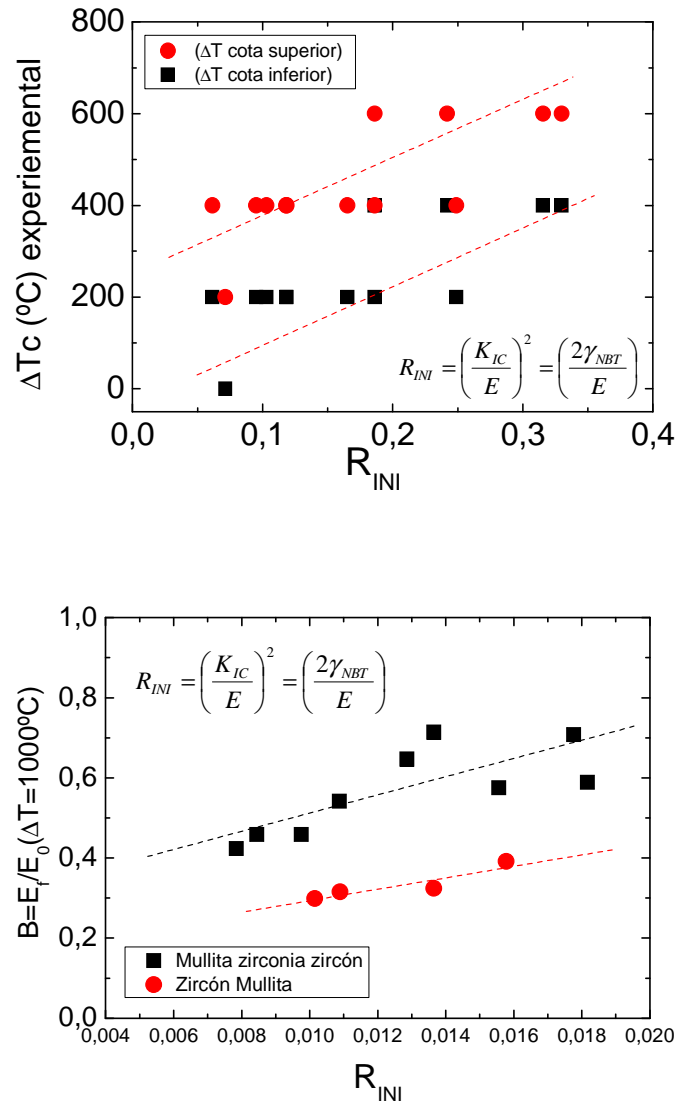 800
600
400
200
0
ΔTc (ºC) experiemental
(ΔT cota superior)
(ΔT cota inferior)
R_INI = (K_IC / E)^2 = (2γ_NBT / E)
0,0 0,1 0,2 0,3 0,4
R_INI
1,0
0,8
0,6
0,4
0,2
0,0
B=E_f/E_0(ΔT=1000ºC)
R_INI = (K_IC / E)^2 = (2γ_NBT / E)
Mullita zirconia zircón
Zircón Mullita
0,004 0,006 0,008 0,010 0,012 0,014 0,016 0,018 0,020
R_INI